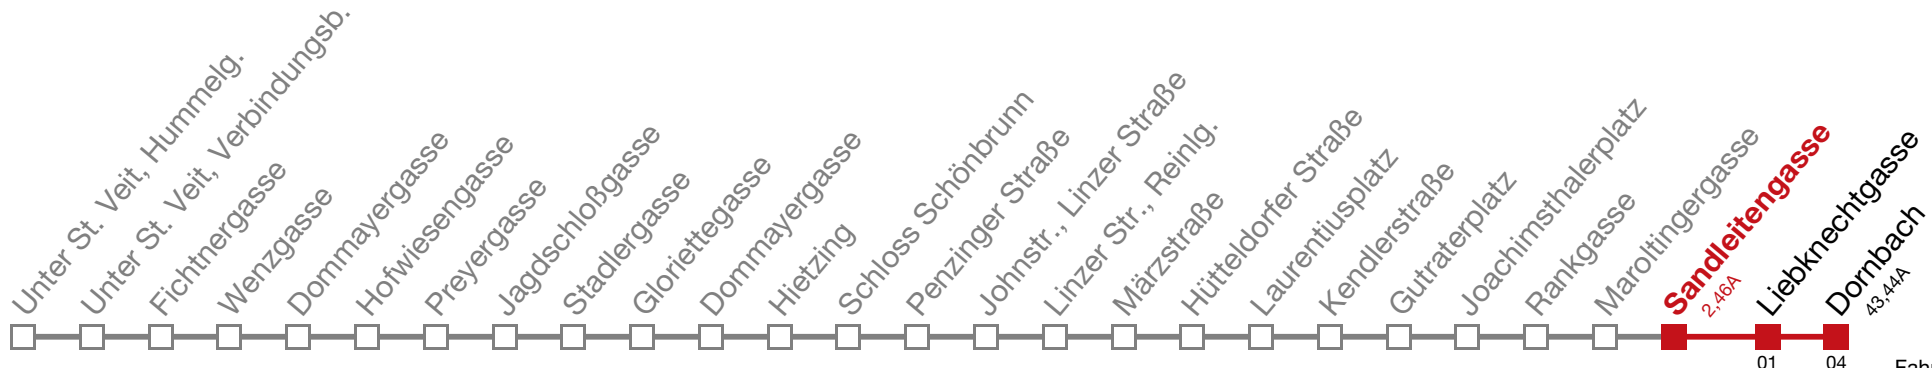 Unter St. Veit, Hummelg.
Unter St. Veit, Verbindungsb.
Fichtnergasse
Wenzgasse
Dommayergasse
Hofwiesengasse
Preyergasse
Jagdschloßgasse
Stadlergasse
Gloriettegasse
Dommayergasse
Hietzing
Schloss Schönbrunn
Penzinger Straße
Johnstr., Linzer Straße
Linzer Str., Reinlg.
Märzstraße
Hütteldorfer Straße
Laurentiusplatz
Kendlerstraße
Gutraterplatz
Joachimsthalerplatz
Rankgasse
Maroltingergasse
Sandleitengasse
2,46A
Liebknechtgasse
Dornbach
43,44A
01
04